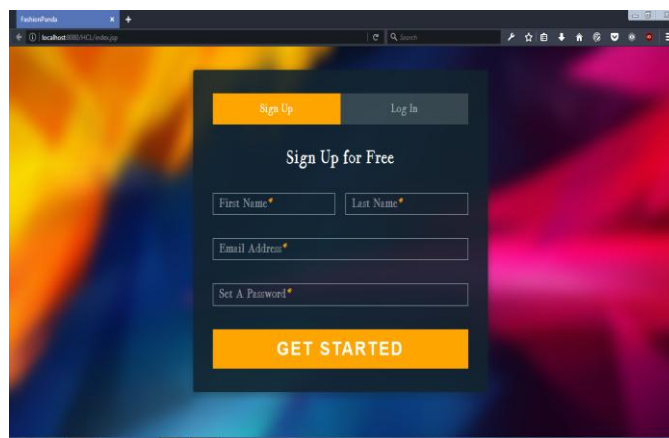 FashionPanda
localhost:8080/HCL/index.jsp
Search
Sign Up
Log In
Sign Up for Free
First Name*
Last Name*
Email Address*
Set A Password*
GET STARTED